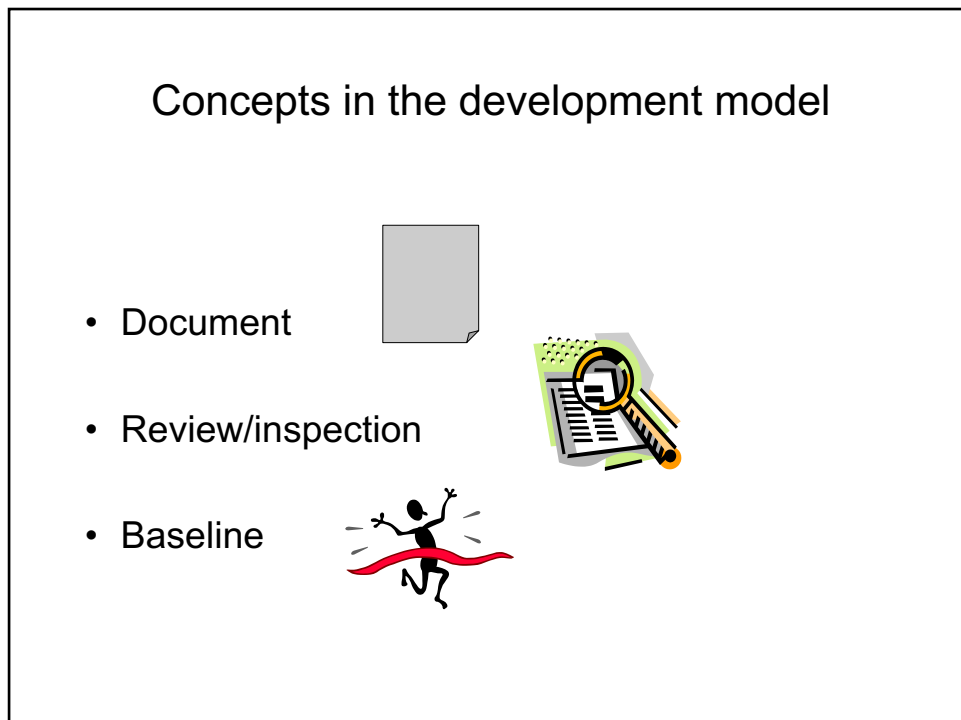 Concepts in the development model
• Document
• Review/inspection
• Baseline